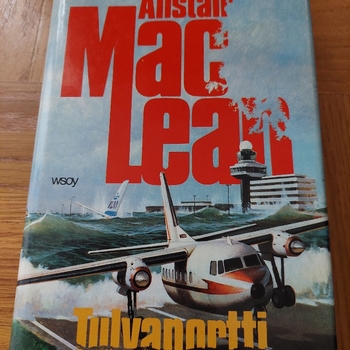 Alistair
Mac
Lean
wsoy
Tulvaportti